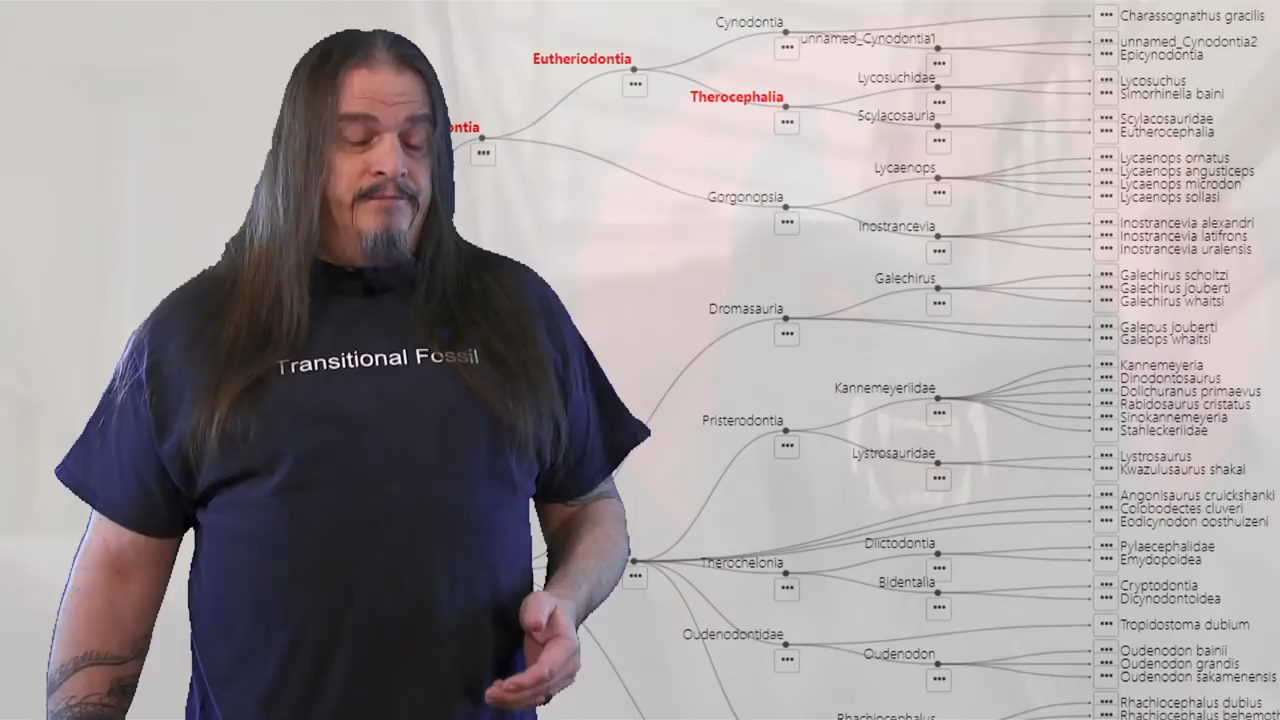 Cynodontia
Charassognathus gracilis
unnamed_Cynodontia1
unnamed_Cynodontia2
Epicynodontia
Eutheriodontia
Lycosuchidae
Lycosuchus
Simorhinella baini
Therocephalia
Scylacosauria
Scylacosauridae
Eutherocephalia
ontia
Lycaenops
Lycaenops ornatus
Lycaenops angusticeps
Lycaenops microdon
Lycaenops sollasi
Gorgonopsia
Inostrancevia
Inostrancevia alexandri
Inostrancevia latifrons
Inostrancevia uralensis
Galechirus
Galechirus scholtzi
Galechirus jouberti
Galechirus whaitsi
Dromasauria
Galepus jouberti
Galeops whaitsi
Transitional Fossil
Kannemeyeriidae
Kannemeyeria
Dinodontosaurus
Dolichuranus primaevus
Rabidosaurus cristatus
Sinokannemeyeria
Stahleckeriidae
Pristerodontia
Lystrosauridae
Lystrosaurus
Kwazulusaurus shakai
Angonisaurus cruickshanki
Colobodectes cluveri
Eodicynodon oosthuizeni
Diictodontia
Pylaecephalidae
Emydopoidea
Therochelonia
Bidentalia
Cryptodontia
Dicynodontoidea
Tropidostoma dubium
Oudenodontidae
Oudenodon
Oudenodon bainii
Oudenodon grandis
Oudenodon sakamenensis
Rhachiocephalus
Rhachiocephalus dubius
Rhachiocephalus behemoth